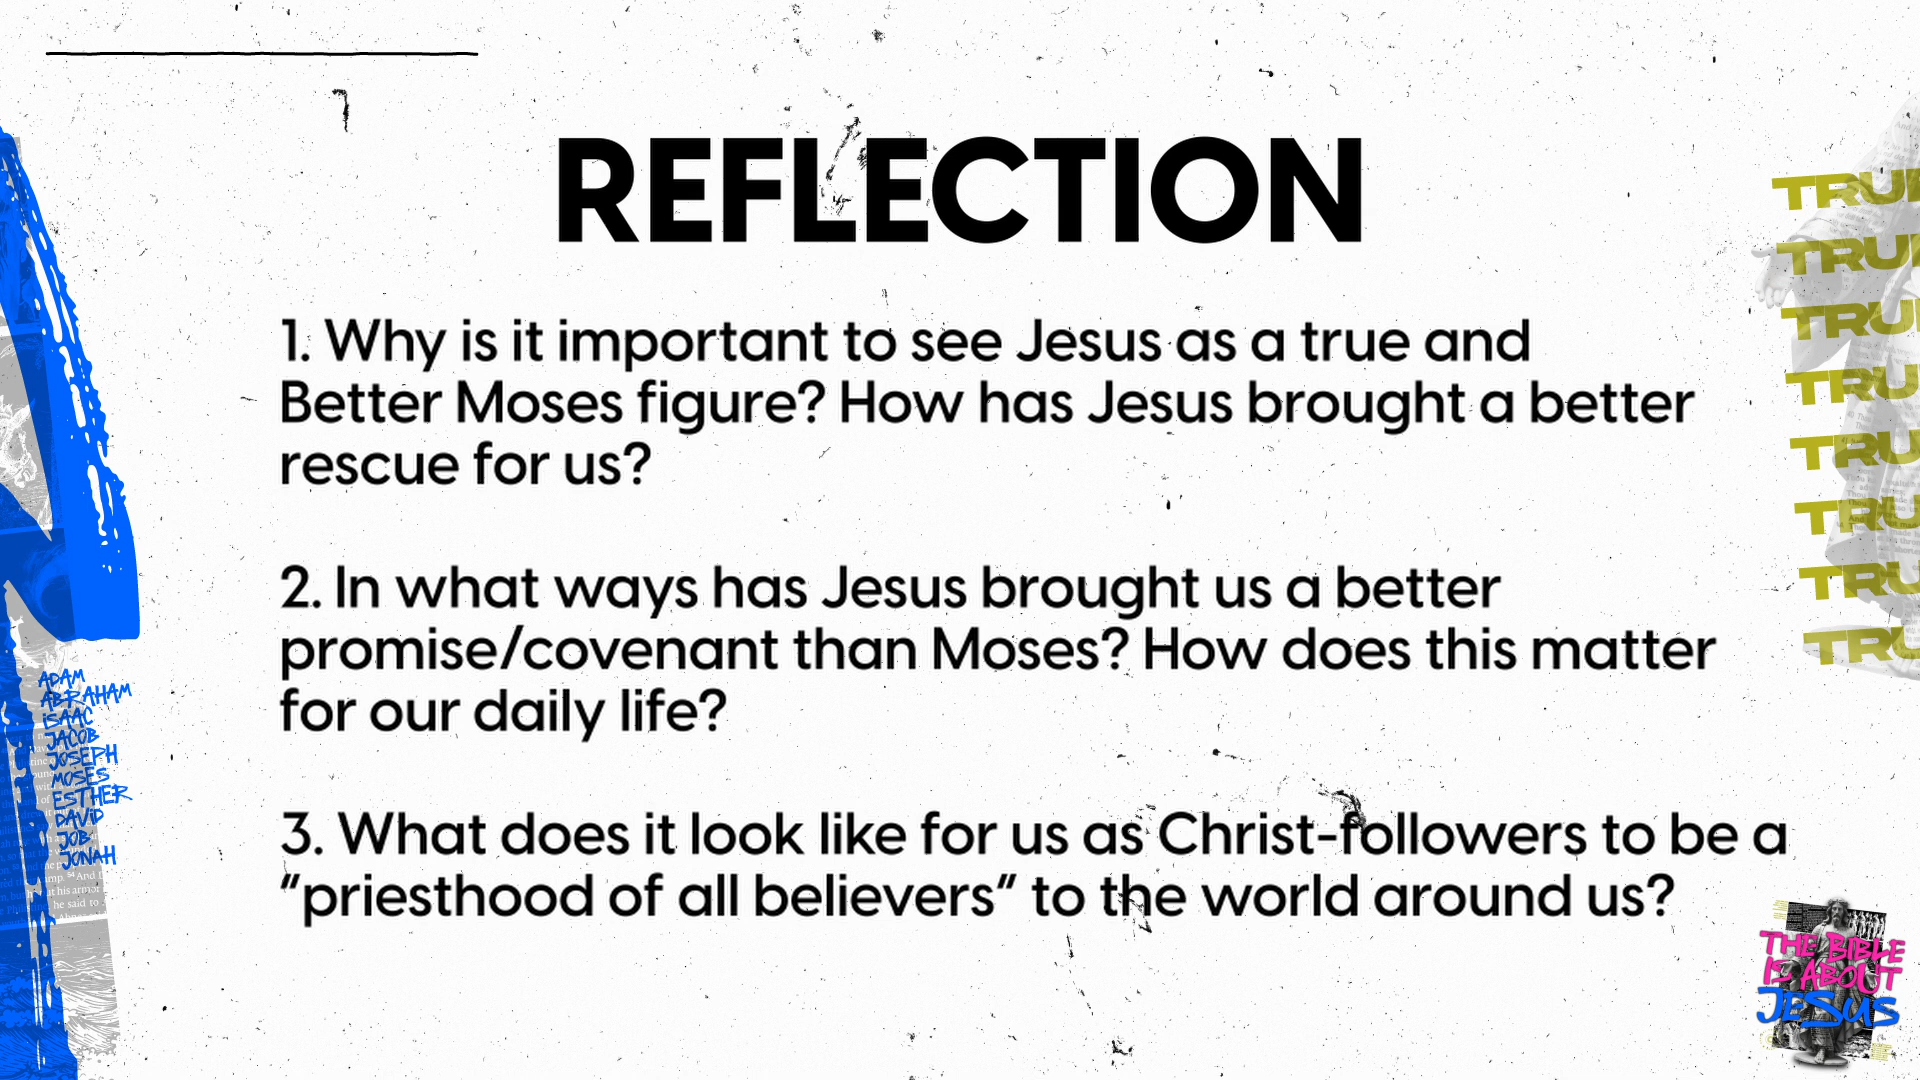 REFLECTION
1. Why is it important to see Jesus as a true and
Better Moses figure? How has Jesus brought a better
rescue for us?
2. In what ways has Jesus brought us a better
promise/covenant than Moses? How does this matter
for our daily life?
3. What does it look like for us as Christ-followers to be a
“priesthood of all believers” to the world around us?
ADAM
ABRAHAM
ISAAC
JACOB
JOSEPH
MOSES
ESTHER
DAVID
JOB
JONAH
THE BIBLE
IS ABOUT
JESUS